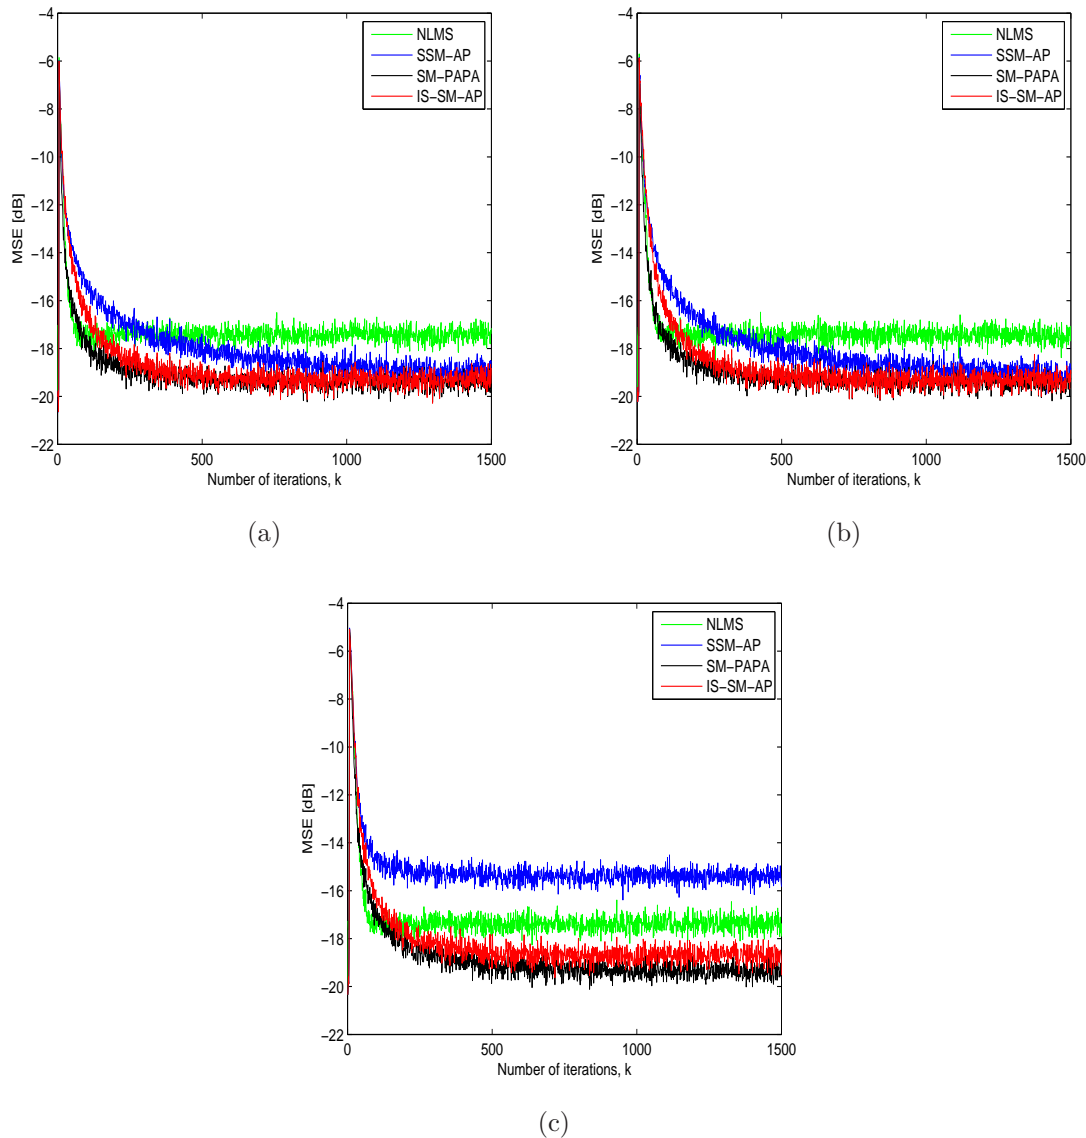 −4
−6
−8
−10
−12
−14
−16
−18
−20
−22
MSE [dB]
0
500
1000
1500
Number of iterations, k
NLMS
SSM−AP
SM−PAPA
IS−SM−AP
(a)
−4
−6
−8
−10
−12
−14
−16
−18
−20
−22
MSE [dB]
0
500
1000
1500
Number of iterations, k
NLMS
SSM−AP
SM−PAPA
IS−SM−AP
(b)
−4
−6
−8
−10
−12
−14
−16
−18
−20
−22
MSE [dB]
0
500
1000
1500
Number of iterations, k
NLMS
SSM−AP
SM−PAPA
IS−SM−AP
(c)